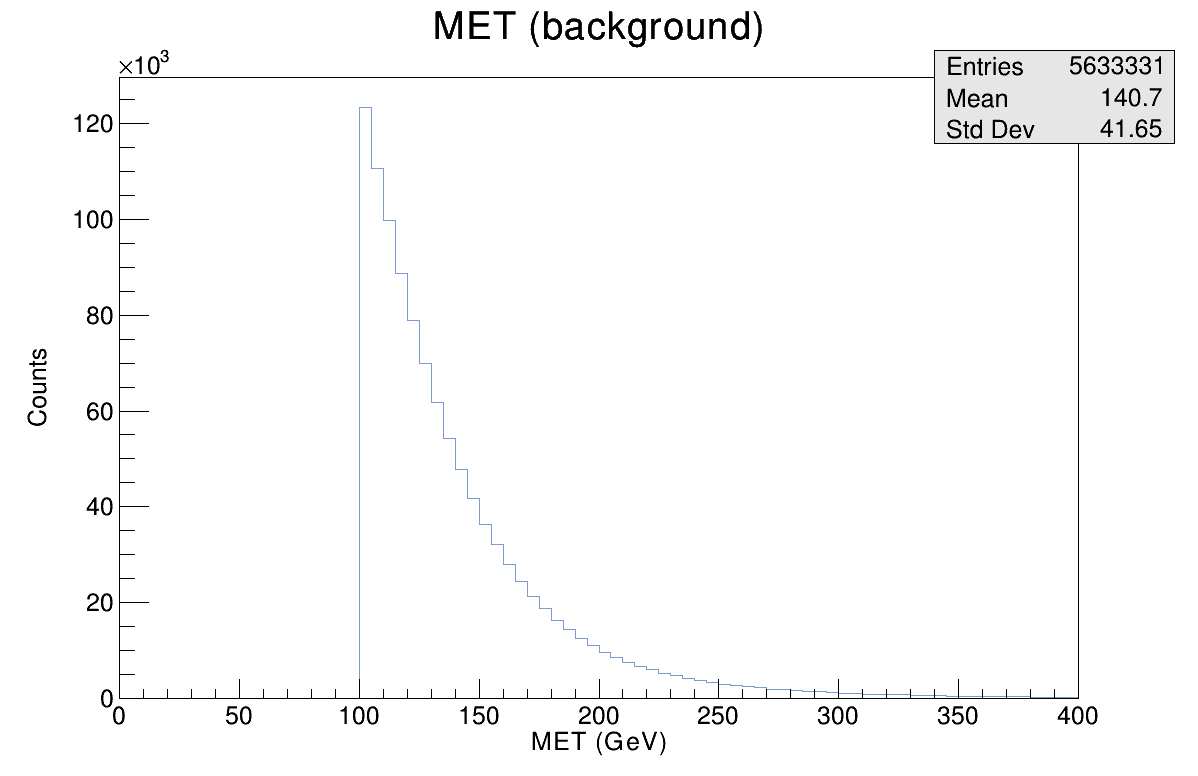 MET (background)
×10³
Entries 5633331
Mean 140.7
Std Dev 41.65
120
100
80
60
40
20
0
Counts
0 50 100 150 200 250 300 350 400
MET (GeV)